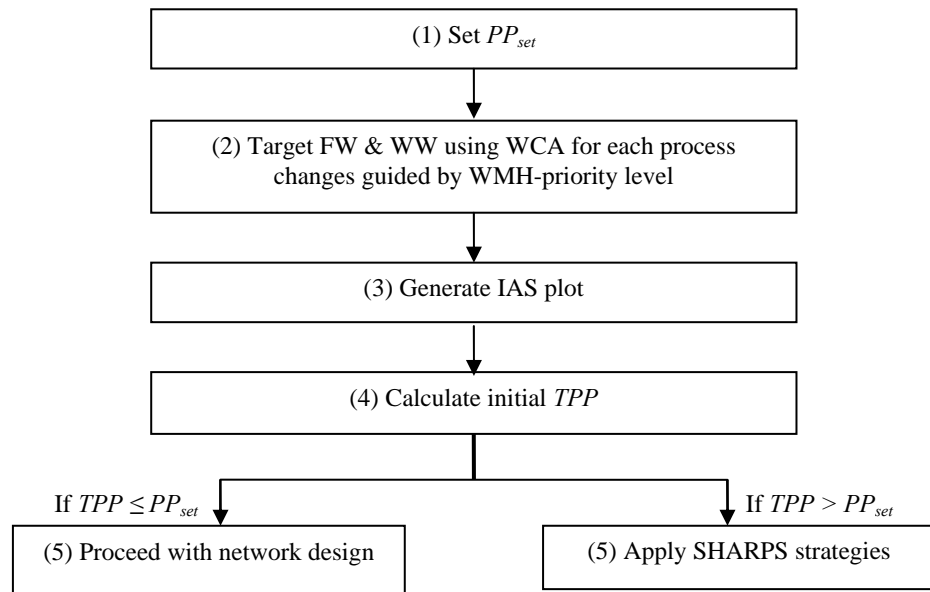 (1) Set PPset
(2) Target FW & WW using WCA for each process
changes guided by WMH-priority level
(3) Generate IAS plot
(4) Calculate initial TPP
If TPP ≤ PPset
If TPP > PPset
(5) Proceed with network design
(5) Apply SHARPS strategies